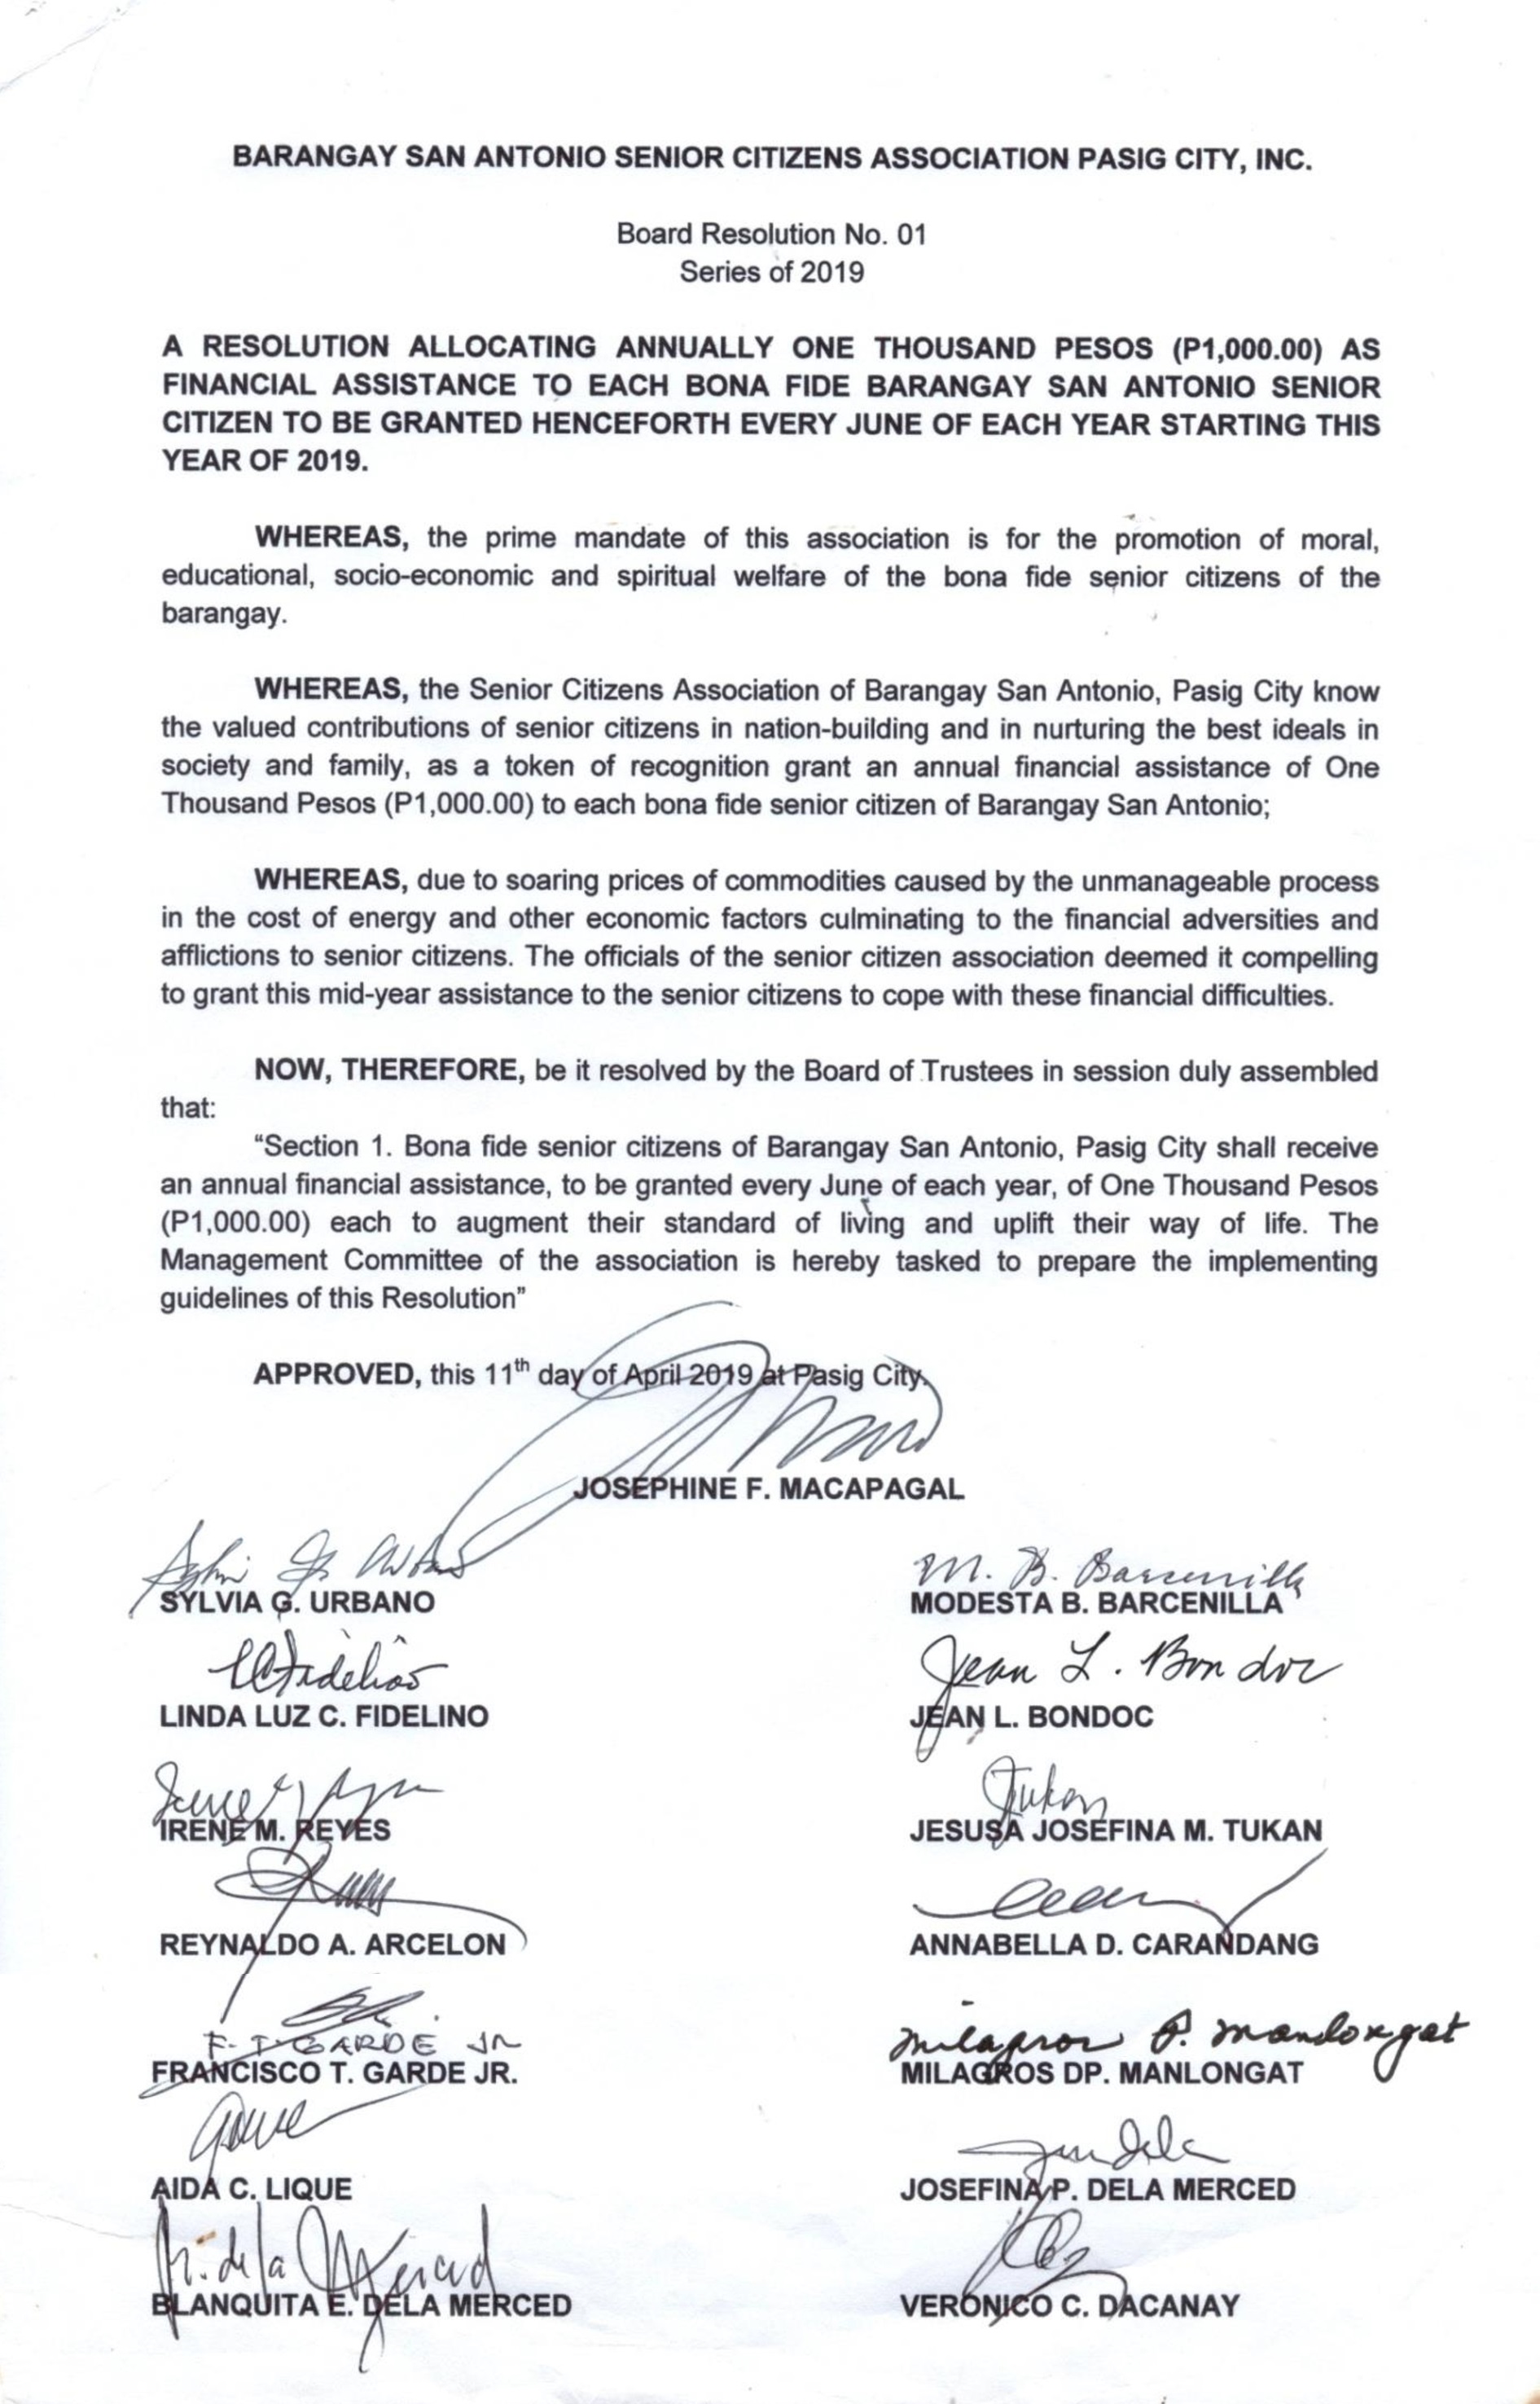 BARANGAY SAN ANTONIO SENIOR CITIZENS ASSOCIATION PASIG CITY, INC.
Board Resolution No. 01
Series of 2019
A RESOLUTION ALLOCATING ANNUALLY ONE THOUSAND PESOS (P1,000.00) AS
FINANCIAL ASSISTANCE TO EACH BONA FIDE BARANGAY SAN ANTONIO SENIOR
CITIZEN TO BE GRANTED HENCEFORTH EVERY JUNE OF EACH YEAR STARTING THIS
YEAR OF 2019.
WHEREAS, the prime mandate of this association is for the promotion of moral,
educational, socio-economic and spiritual welfare of the bona fide senior citizens of the
barangay.
WHEREAS, the Senior Citizens Association of Barangay San Antonio, Pasig City know
the valued contributions of senior citizens in nation-building and in nurturing the best ideals in
society and family, as a token of recognition grant an annual financial assistance of One
Thousand Pesos (P1,000.00) to each bona fide senior citizen of Barangay San Antonio;
WHEREAS, due to soaring prices of commodities caused by the unmanageable process
in the cost of energy and other economic factors culminating to the financial adversities and
afflictions to senior citizens. The officials of the senior citizen association deemed it compelling
to grant this mid-year assistance to the senior citizens to cope with these financial difficulties.
NOW, THEREFORE, be it resolved by the Board of Trustees in session duly assembled
that:
“Section 1. Bona fide senior citizens of Barangay San Antonio, Pasig City shall receive
an annual financial assistance, to be granted every June of each year, of One Thousand Pesos
(P1,000.00) each to augment their standard of living and uplift their way of life. The
Management Committee of the association is hereby tasked to prepare the implementing
guidelines of this Resolution”
APPROVED, this 11th day of April 2019 at Pasig City.
JOSEPHINE F. MACAPAGAL
M. B. Barcenilla
SYLVIA G. URBANO
MODESTA B. BARCENILLA
Jean L. Bondoc
LINDA LUZ C. FIDELINO
JEAN L. BONDOC
Tukan
IRENE M. REYES
JESUSA JOSEFINA M. TUKAN
REYNALDO A. ARCELON
ANNABELLA D. CARANDANG
F. T. GARDE JR
Milagros P. Manlongat
FRANCISCO T. GARDE JR.
MILAGROS DP. MANLONGAT
AIDA C. LIQUE
JOSEFINA P. DELA MERCED
dela Merced
BLANQUITA E. DELA MERCED
VERONICO C. DACANAY